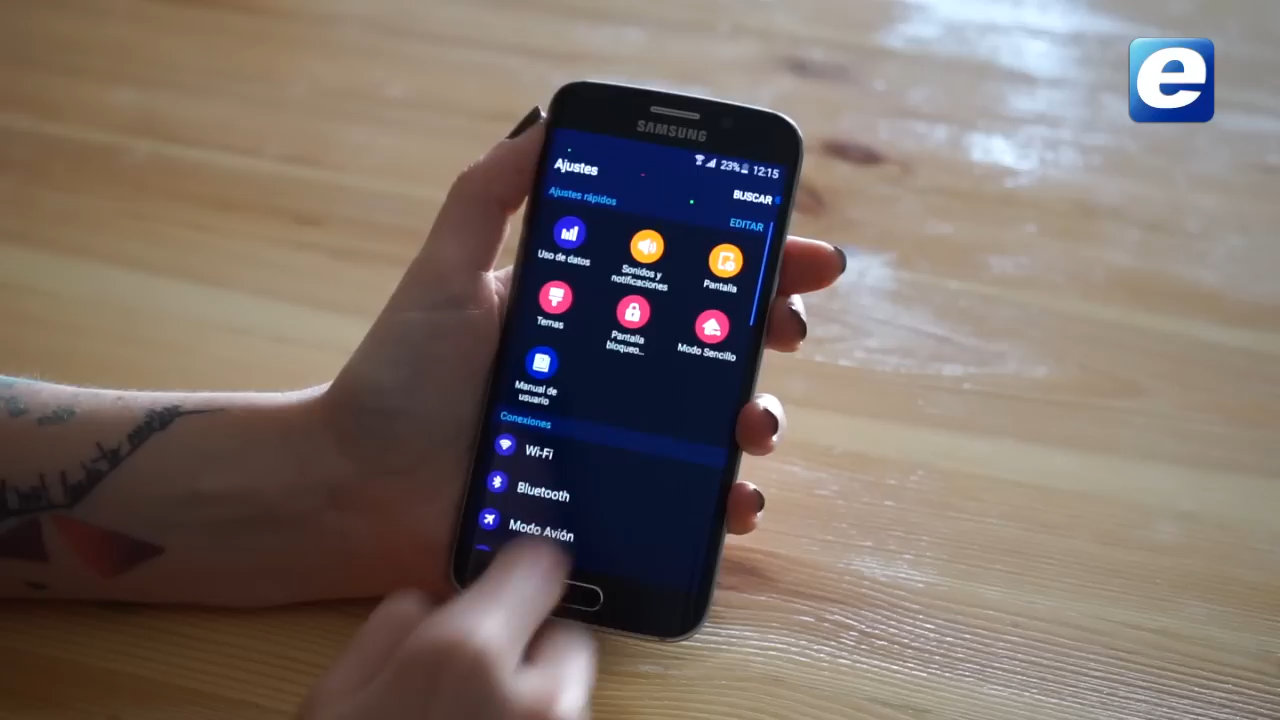 e
SAMSUNG
23% 12:15
Ajustes
BUSCAR
Ajustes rápidos
EDITAR
Uso de datos
Sonidos y
notificaciones
Pantalla
Temas
Pantalla
bloqueo...
Modo Sencillo
Manual de
usuario
Conexiones
Wi-Fi
Bluetooth
Modo Avión